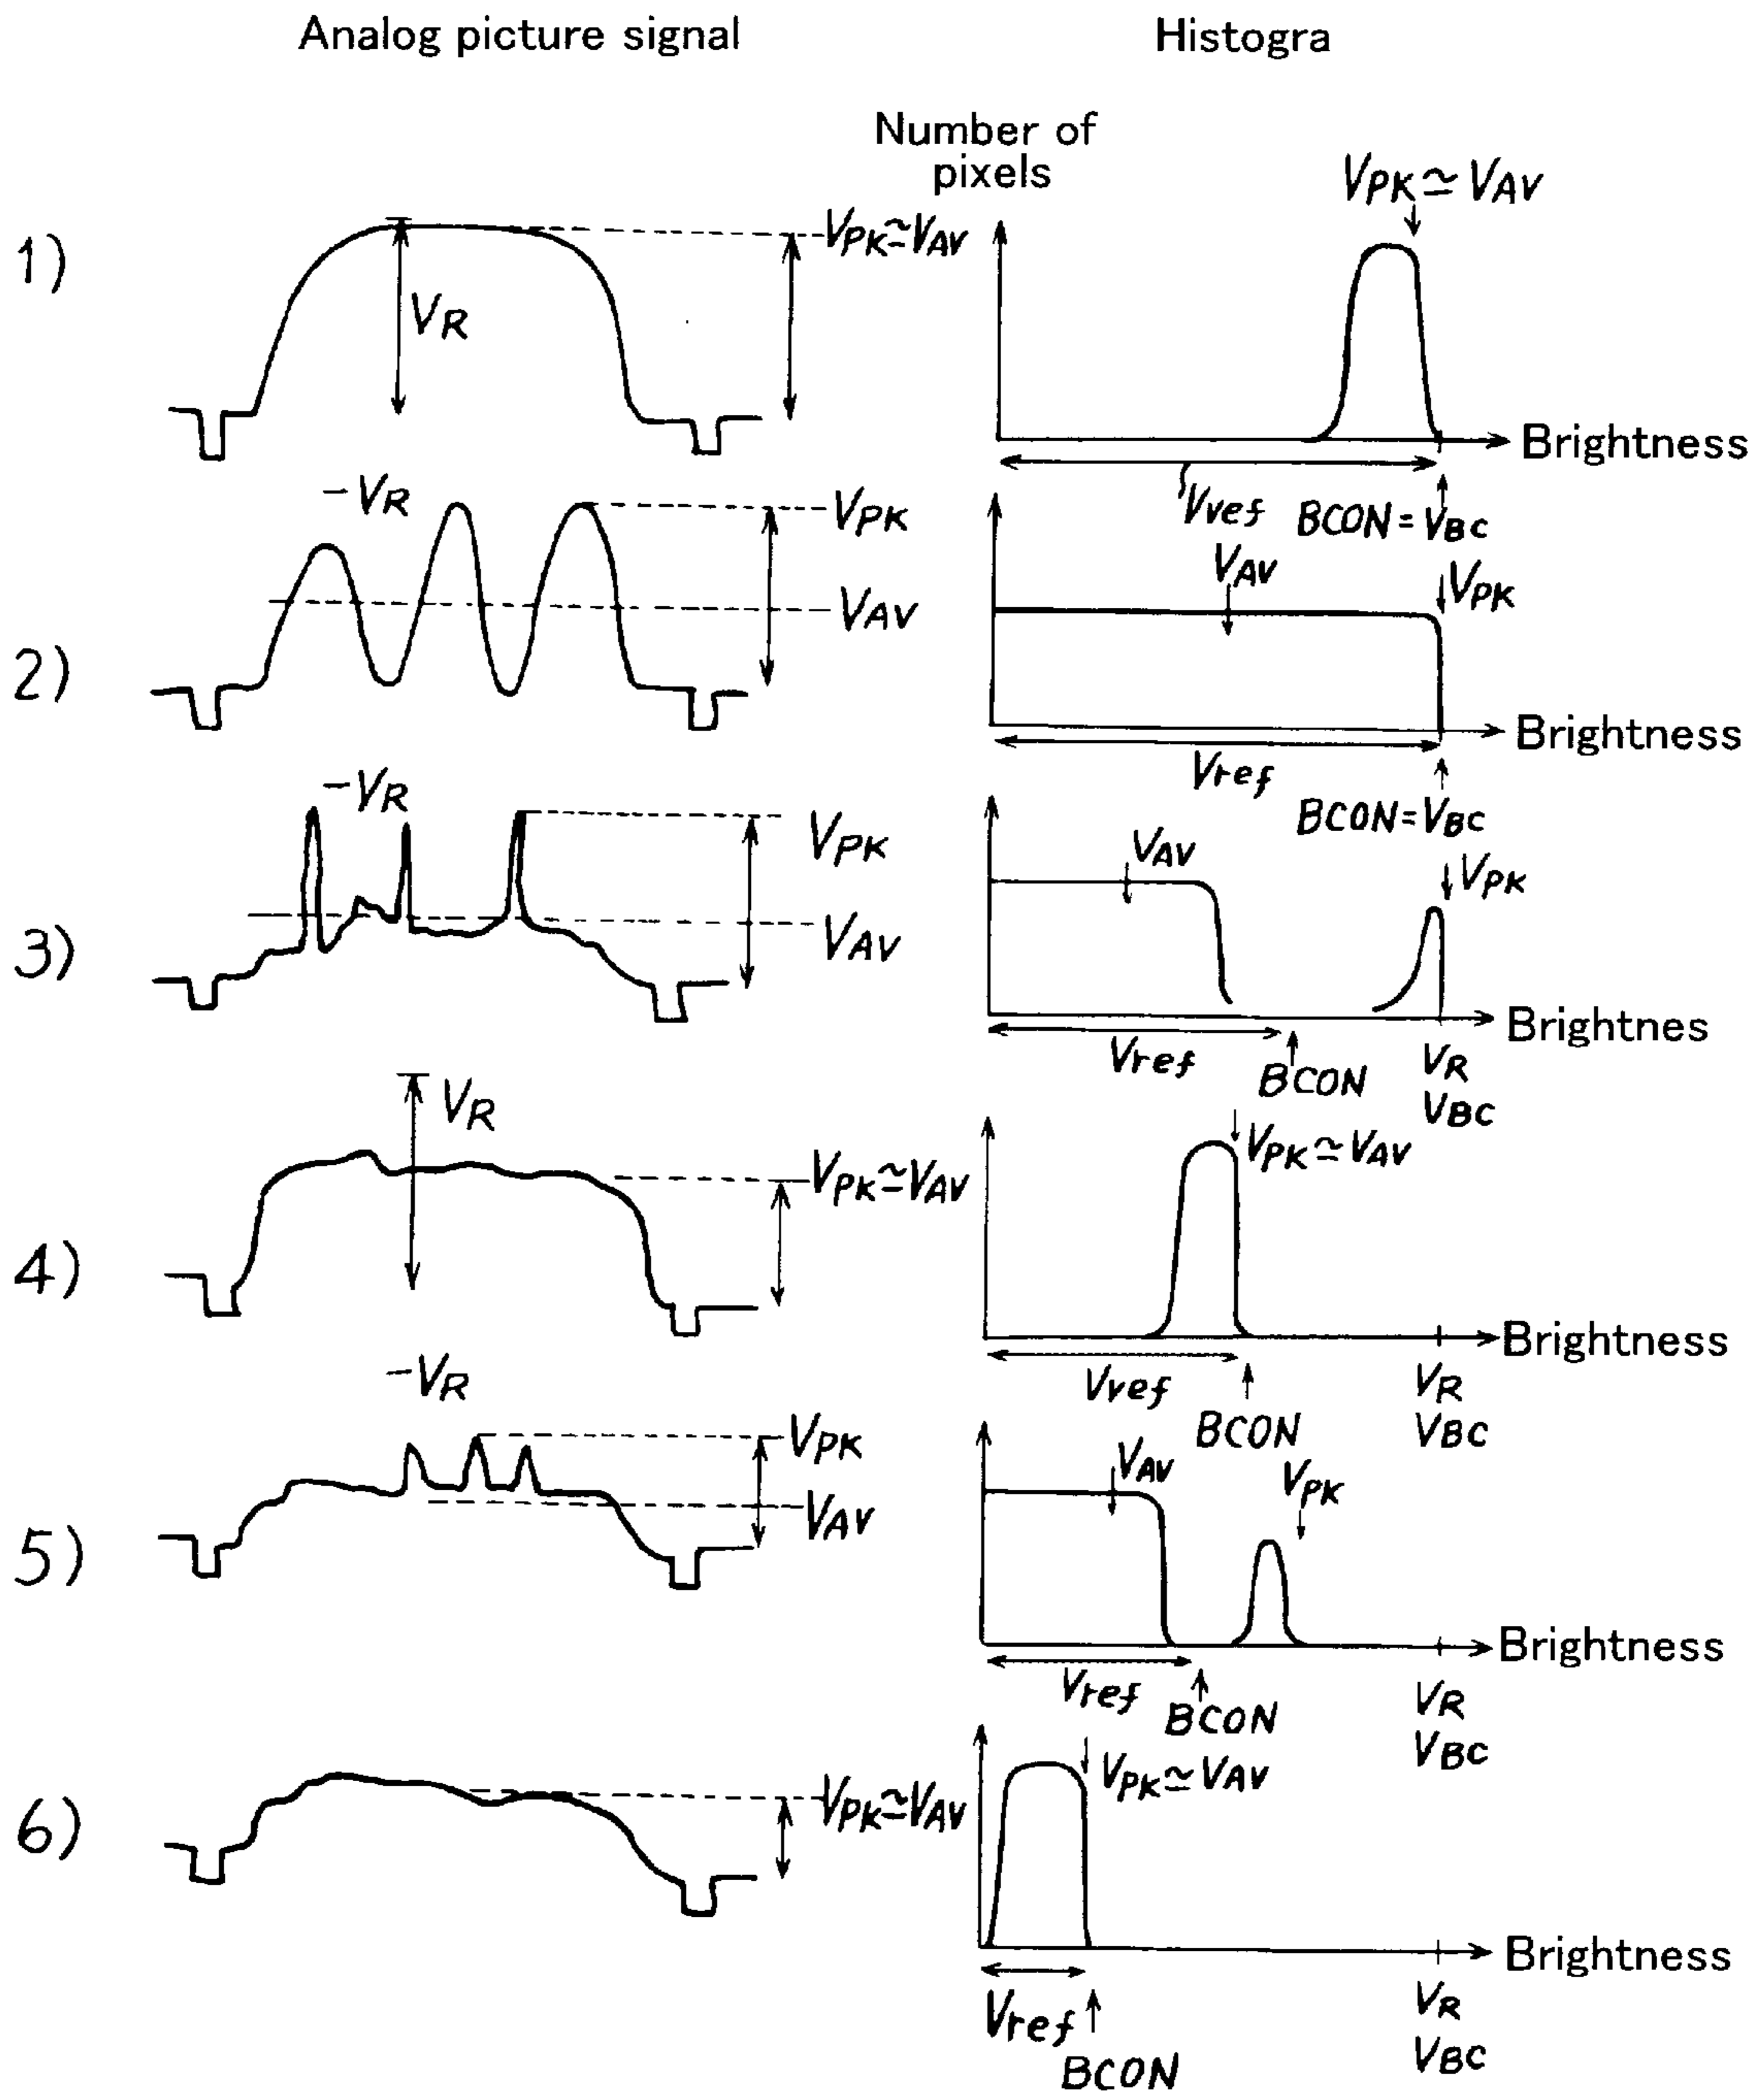 Analog picture signal
Histogra
Number of
pixels
1)
VR
VPK≃VAV
VPK≃VAV
Brightness
Vvef
BCON=VBC
2)
-VR
VPK
VAV
VAV
VPK
Brightness
Vref
BCON=VBC
3)
-VR
VPK
VAV
VAV
VPK
Brightnes
Vref
BCON
VR
VBC
4)
VR
VPK≃VAV
VPK≃VAV
Brightness
Vvef
BCON
VR
VBC
5)
-VR
VPK
VAV
VAV
VPK
Brightness
Vref
BCON
VR
VBC
6)
VPK≃VAV
VPK≃VAV
Brightness
Vref
BCON
VR
VBC